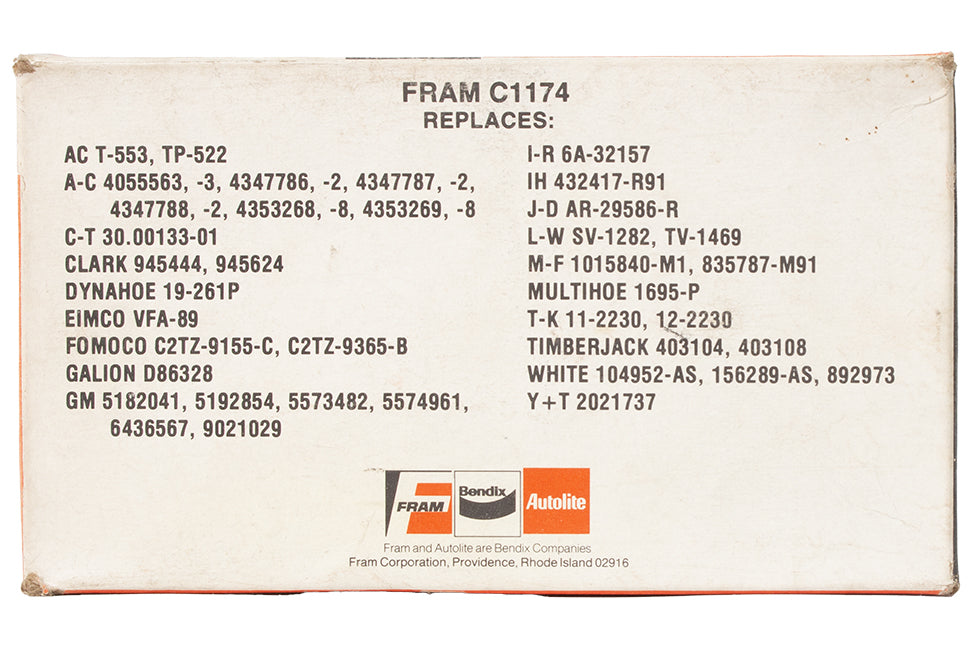 FRAM C1174
REPLACES:
AC T-553, TP-522
A-C 4055563, -3, 4347786, -2, 4347787, -2,
4347788, -2, 4353268, -8, 4353269, -8
C-T 30.00133-01
CLARK 945444, 945624
DYNAHOE 19-261P
EIMCO VFA-89
FOMOCO C2TZ-9155-C, C2TZ-9365-B
GALION D86328
GM 5182041, 5192854, 5573482, 5574961,
6436567, 9021029
I-R 6A-32157
IH 432417-R91
J-D AR-29586-R
L-W SV-1282, TV-1469
M-F 1015840-M1, 835787-M91
MULTIHOE 1695-P
T-K 11-2230, 12-2230
TIMBERJACK 403104, 403108
WHITE 104952-AS, 156289-AS, 892973
Y+T 2021737
FRAM Bendix Autolite
Fram and Autolite are Bendix Companies
Fram Corporation, Providence, Rhode Island 02916